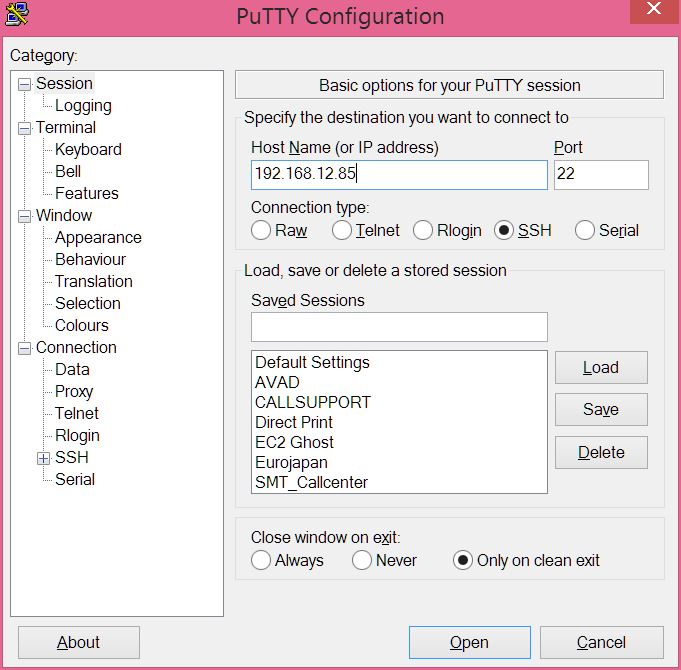 PuTTY Configuration
Category:
Session
Logging
Terminal
Keyboard
Bell
Features
Window
Appearance
Behaviour
Translation
Selection
Colours
Connection
Data
Proxy
Telnet
Rlogin
SSH
Serial
Basic options for your PuTTY session
Specify the destination you want to connect to
Host Name (or IP address) Port
192.168.12.85 22
Connection type:
Raw Telnet Rlogin SSH Serial
Load, save or delete a stored session
Saved Sessions
Default Settings
AVAD
CALLSUPPORT
Direct Print
EC2 Ghost
Eurojapan
SMT_Callcenter
Load
Save
Delete
Close window on exit:
Always Never Only on clean exit
About Open Cancel